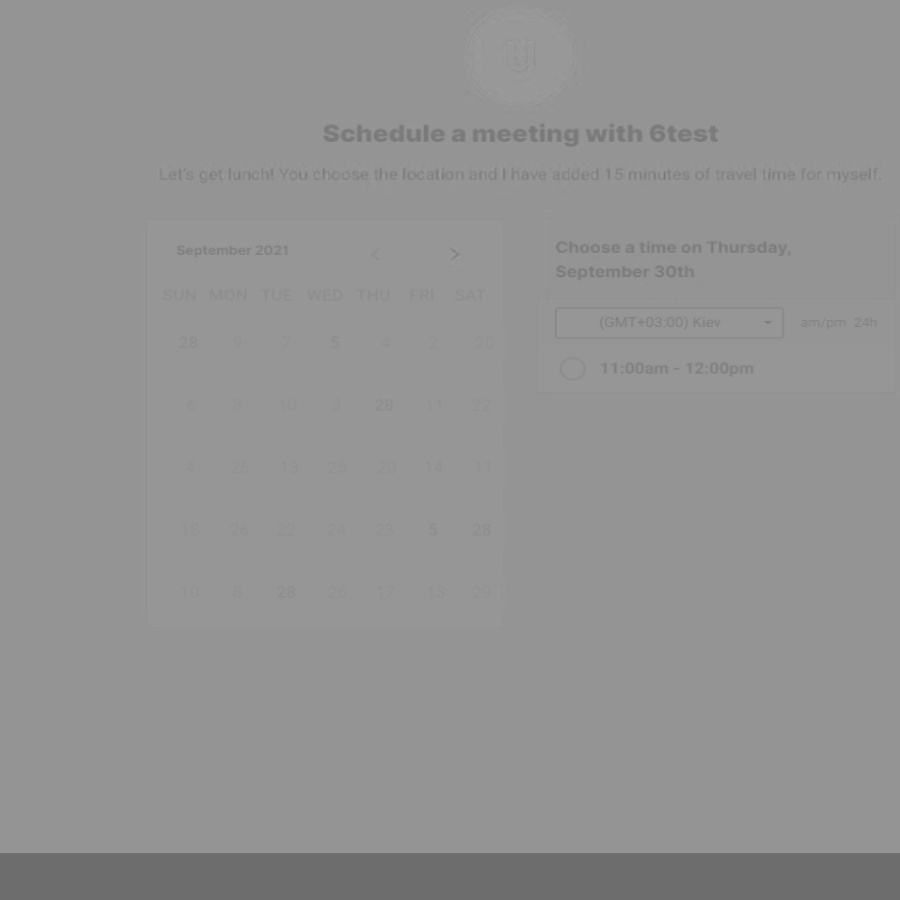 U
Schedule a meeting with 6test
Let's get lunch! You choose the location and I have added 15 minutes of travel time for myself.
September 2021 < >
SUN MON TUE WED THU FRI SAT
28 9 7 5 4 2 20
6 8 10 9 28 11 22
4 26 13 25 20 14 11
16 26 22 24 23 5 28
10 8 28 26 17 13 29
Choose a time on Thursday,
September 30th
(GMT+03:00) Kiev am/pm 24h
11:00am - 12:00pm